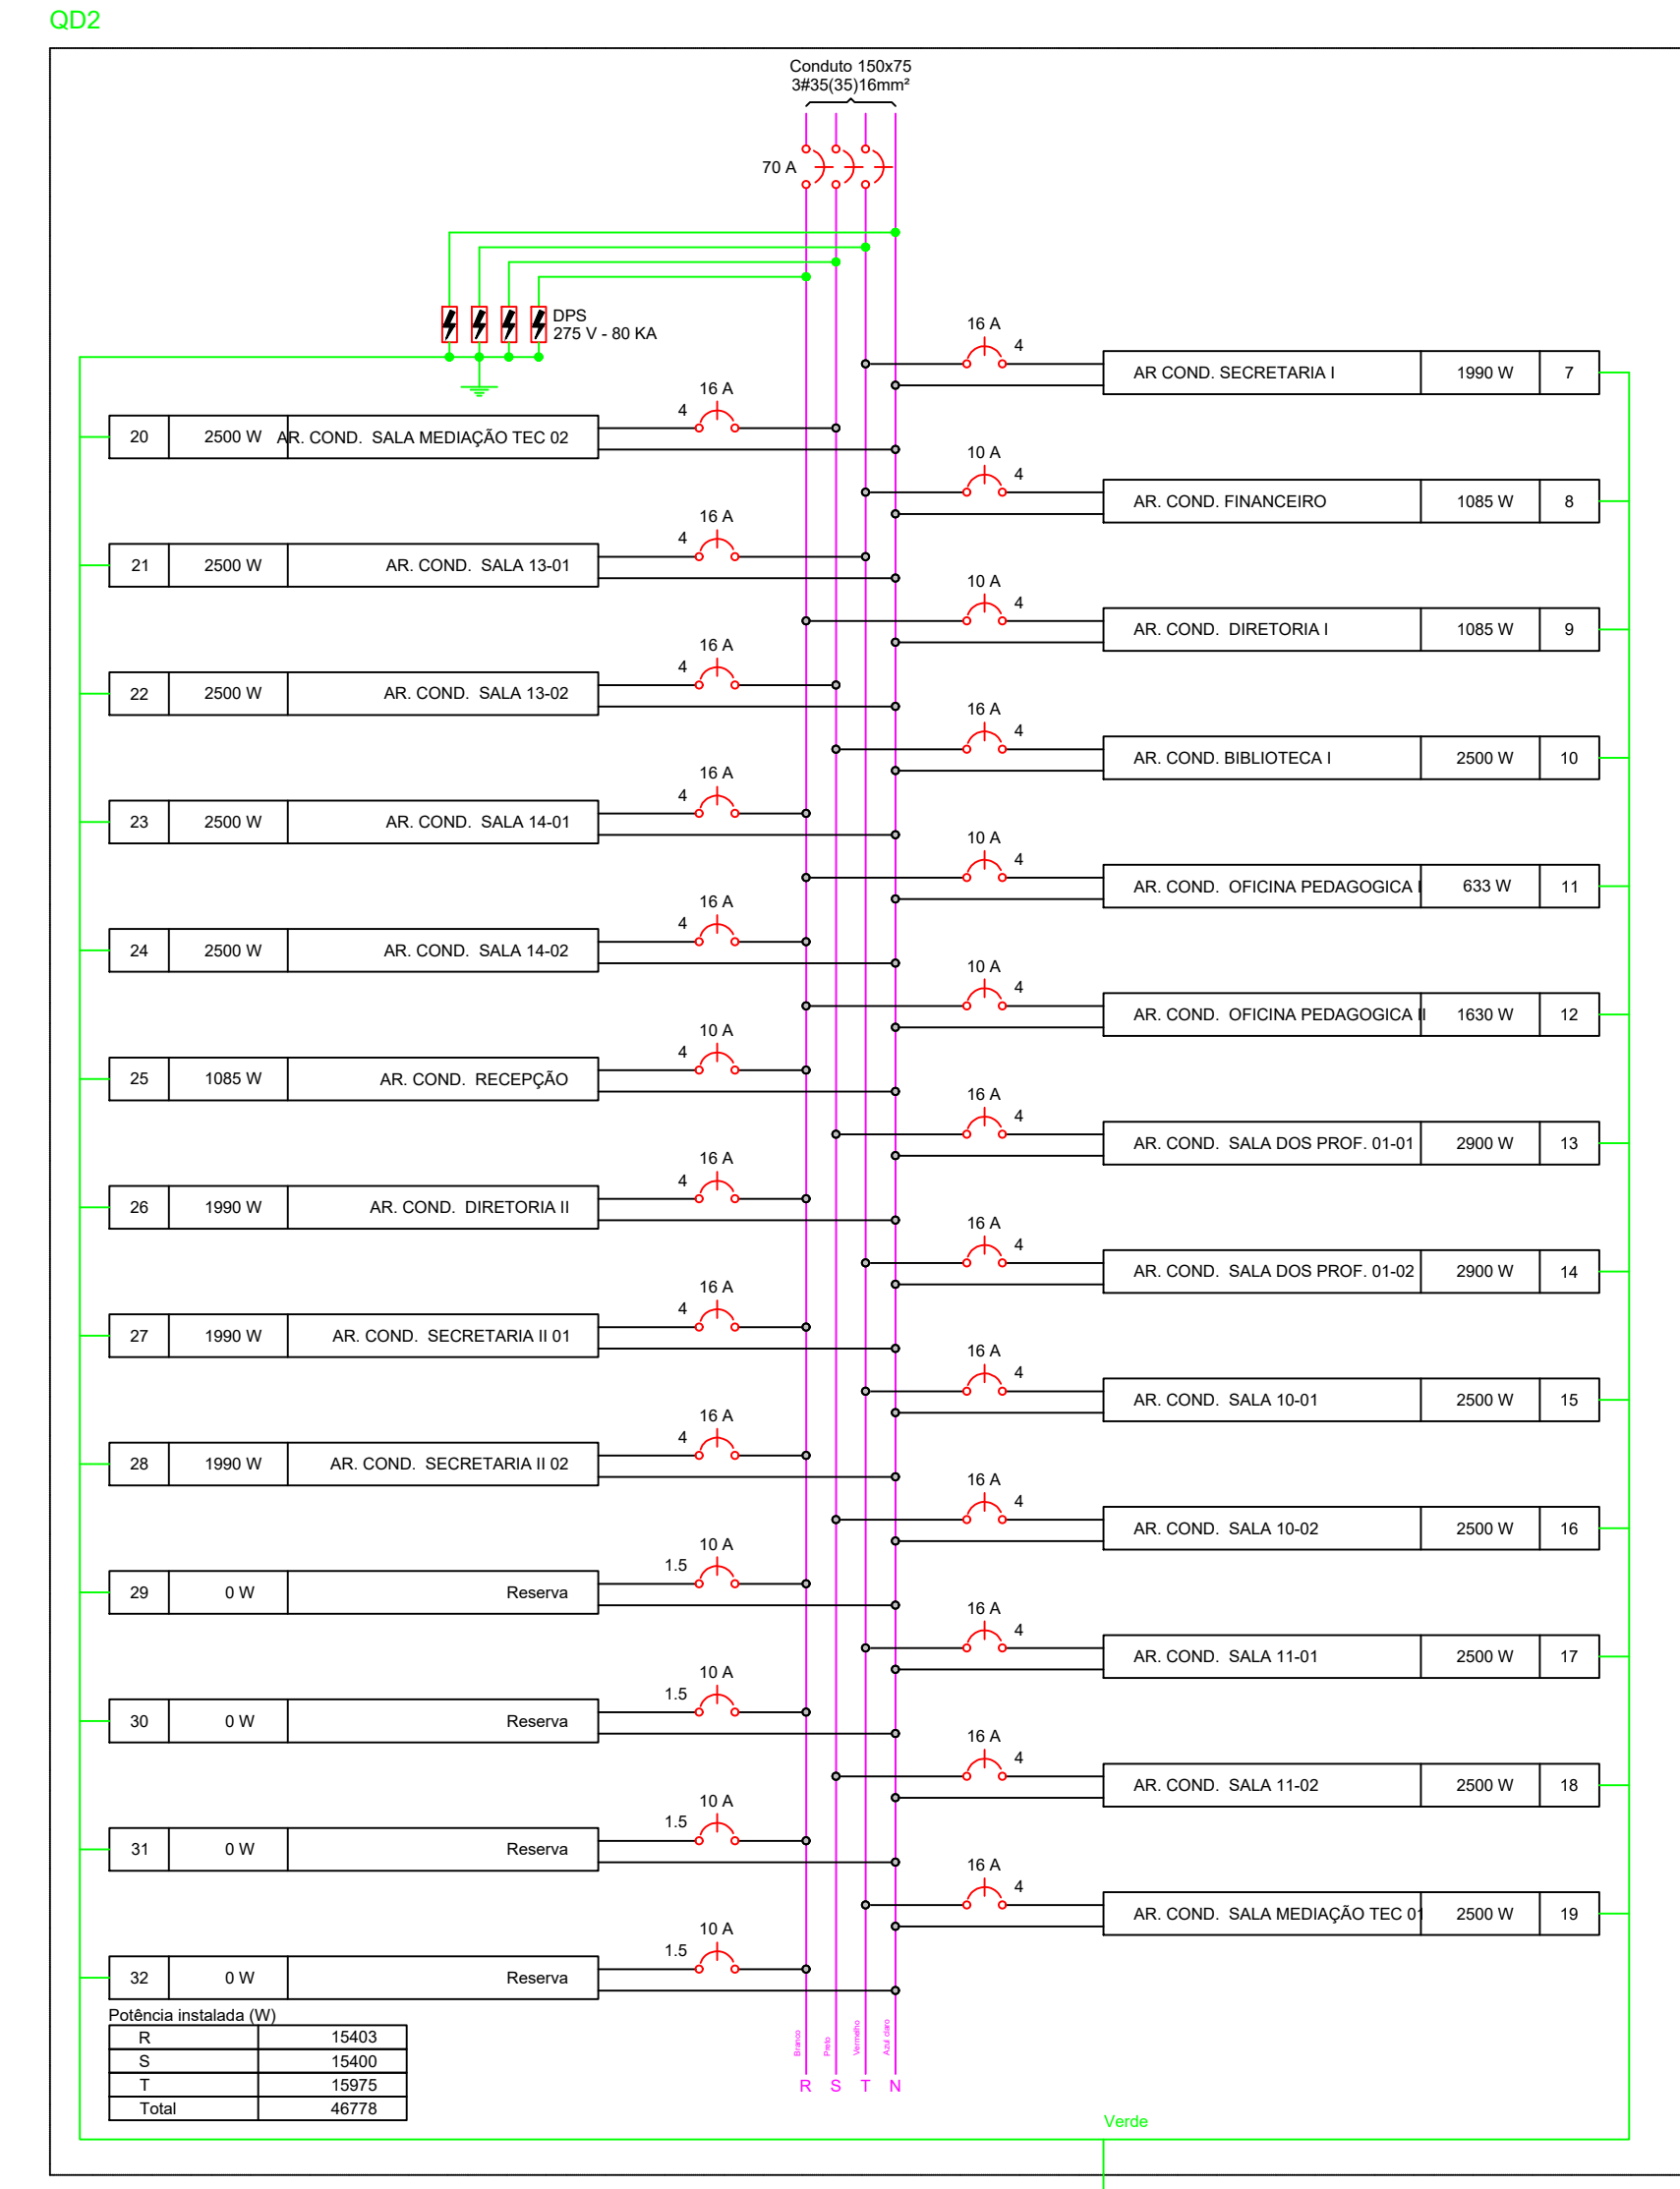 QD2
Conduto 150x75
3#35(35)16mm²
70 A
DPS
275 V - 80 KA
16 A
4
AR COND. SECRETARIA I 1990 W 7
16 A
4
20 2500 W AR. COND. SALA MEDIAÇÃO TEC 02
10 A
4
AR. COND. FINANCEIRO 1085 W 8
16 A
4
21 2500 W AR. COND. SALA 13-01
10 A
4
AR. COND. DIRETORIA I 1085 W 9
16 A
4
22 2500 W AR. COND. SALA 13-02
16 A
4
AR. COND. BIBLIOTECA I 2500 W 10
16 A
4
23 2500 W AR. COND. SALA 14-01
10 A
4
AR. COND. OFICINA PEDAGOGICA I 633 W 11
16 A
4
24 2500 W AR. COND. SALA 14-02
10 A
4
AR. COND. OFICINA PEDAGOGICA II 1630 W 12
10 A
4
25 1085 W AR. COND. RECEPÇÃO
16 A
4
AR. COND. SALA DOS PROF. 01-01 2900 W 13
16 A
4
26 1990 W AR. COND. DIRETORIA II
16 A
4
AR. COND. SALA DOS PROF. 01-02 2900 W 14
16 A
4
27 1990 W AR. COND. SECRETARIA II 01
16 A
4
AR. COND. SALA 10-01 2500 W 15
16 A
4
28 1990 W AR. COND. SECRETARIA II 02
16 A
4
AR. COND. SALA 10-02 2500 W 16
10 A
1.5
29 0 W Reserva
16 A
4
AR. COND. SALA 11-01 2500 W 17
10 A
1.5
30 0 W Reserva
16 A
4
AR. COND. SALA 11-02 2500 W 18
10 A
1.5
31 0 W Reserva
16 A
4
AR. COND. SALA MEDIAÇÃO TEC 01 2500 W 19
10 A
1.5
32 0 W Reserva
Potência instalada (W)
R 15403
S 15400
T 15975
Total 46778
Branco
Preto
Vermelho
Azul claro
R S T N
Verde